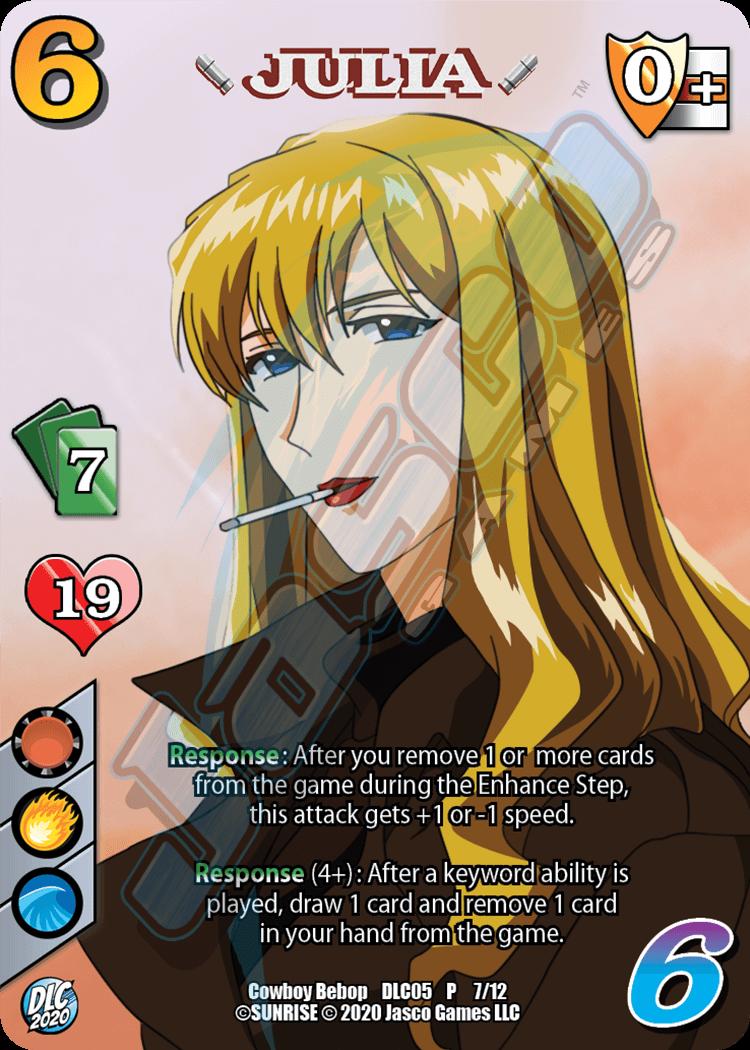 6
JULIA
0
+
TM
JASCO
GAMES
7
19
Response: After you remove 1 or more cards
from the game during the Enhance Step,
this attack gets +1 or -1 speed.
Response (4+): After a keyword ability is
played, draw 1 card and remove 1 card
in your hand from the game.
6
DLC
2020
Cowboy Bebop DLC05 P 7/12
©SUNRISE © 2020 Jasco Games LLC